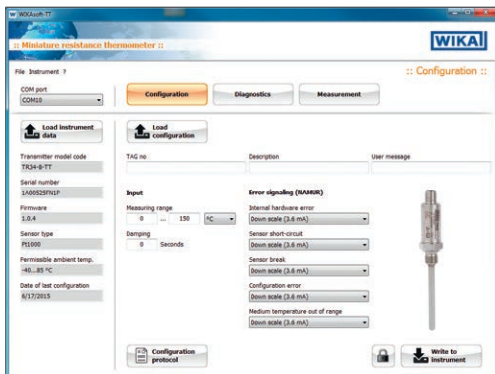 WIKAsoft-TT
:: Miniature resistance thermometer ::
WIKA
File Instrument ?
:: Configuration ::
COM port
COM10
Configuration
Diagnostics
Measurement
Load instrument data
Load configuration
Transmitter model code
TR34-B-TT
TAG no
Description
User message
Serial number
1A00525FN1P
Input
Error signaling (NAMUR)
Firmware
1.0.4
Measuring range
0 ... 150 °C
Internal hardware error
Down scale (3.6 mA)
Sensor type
Pt1000
Damping
0 Seconds
Sensor short-circuit
Down scale (3.6 mA)
Permissible ambient temp.
-40...85 °C
Sensor break
Down scale (3.6 mA)
Date of last configuration
6/17/2015
Configuration error
Down scale (3.6 mA)
Medium temperature out of range
Down scale (3.6 mA)
Configuration protocol
Write to instrument